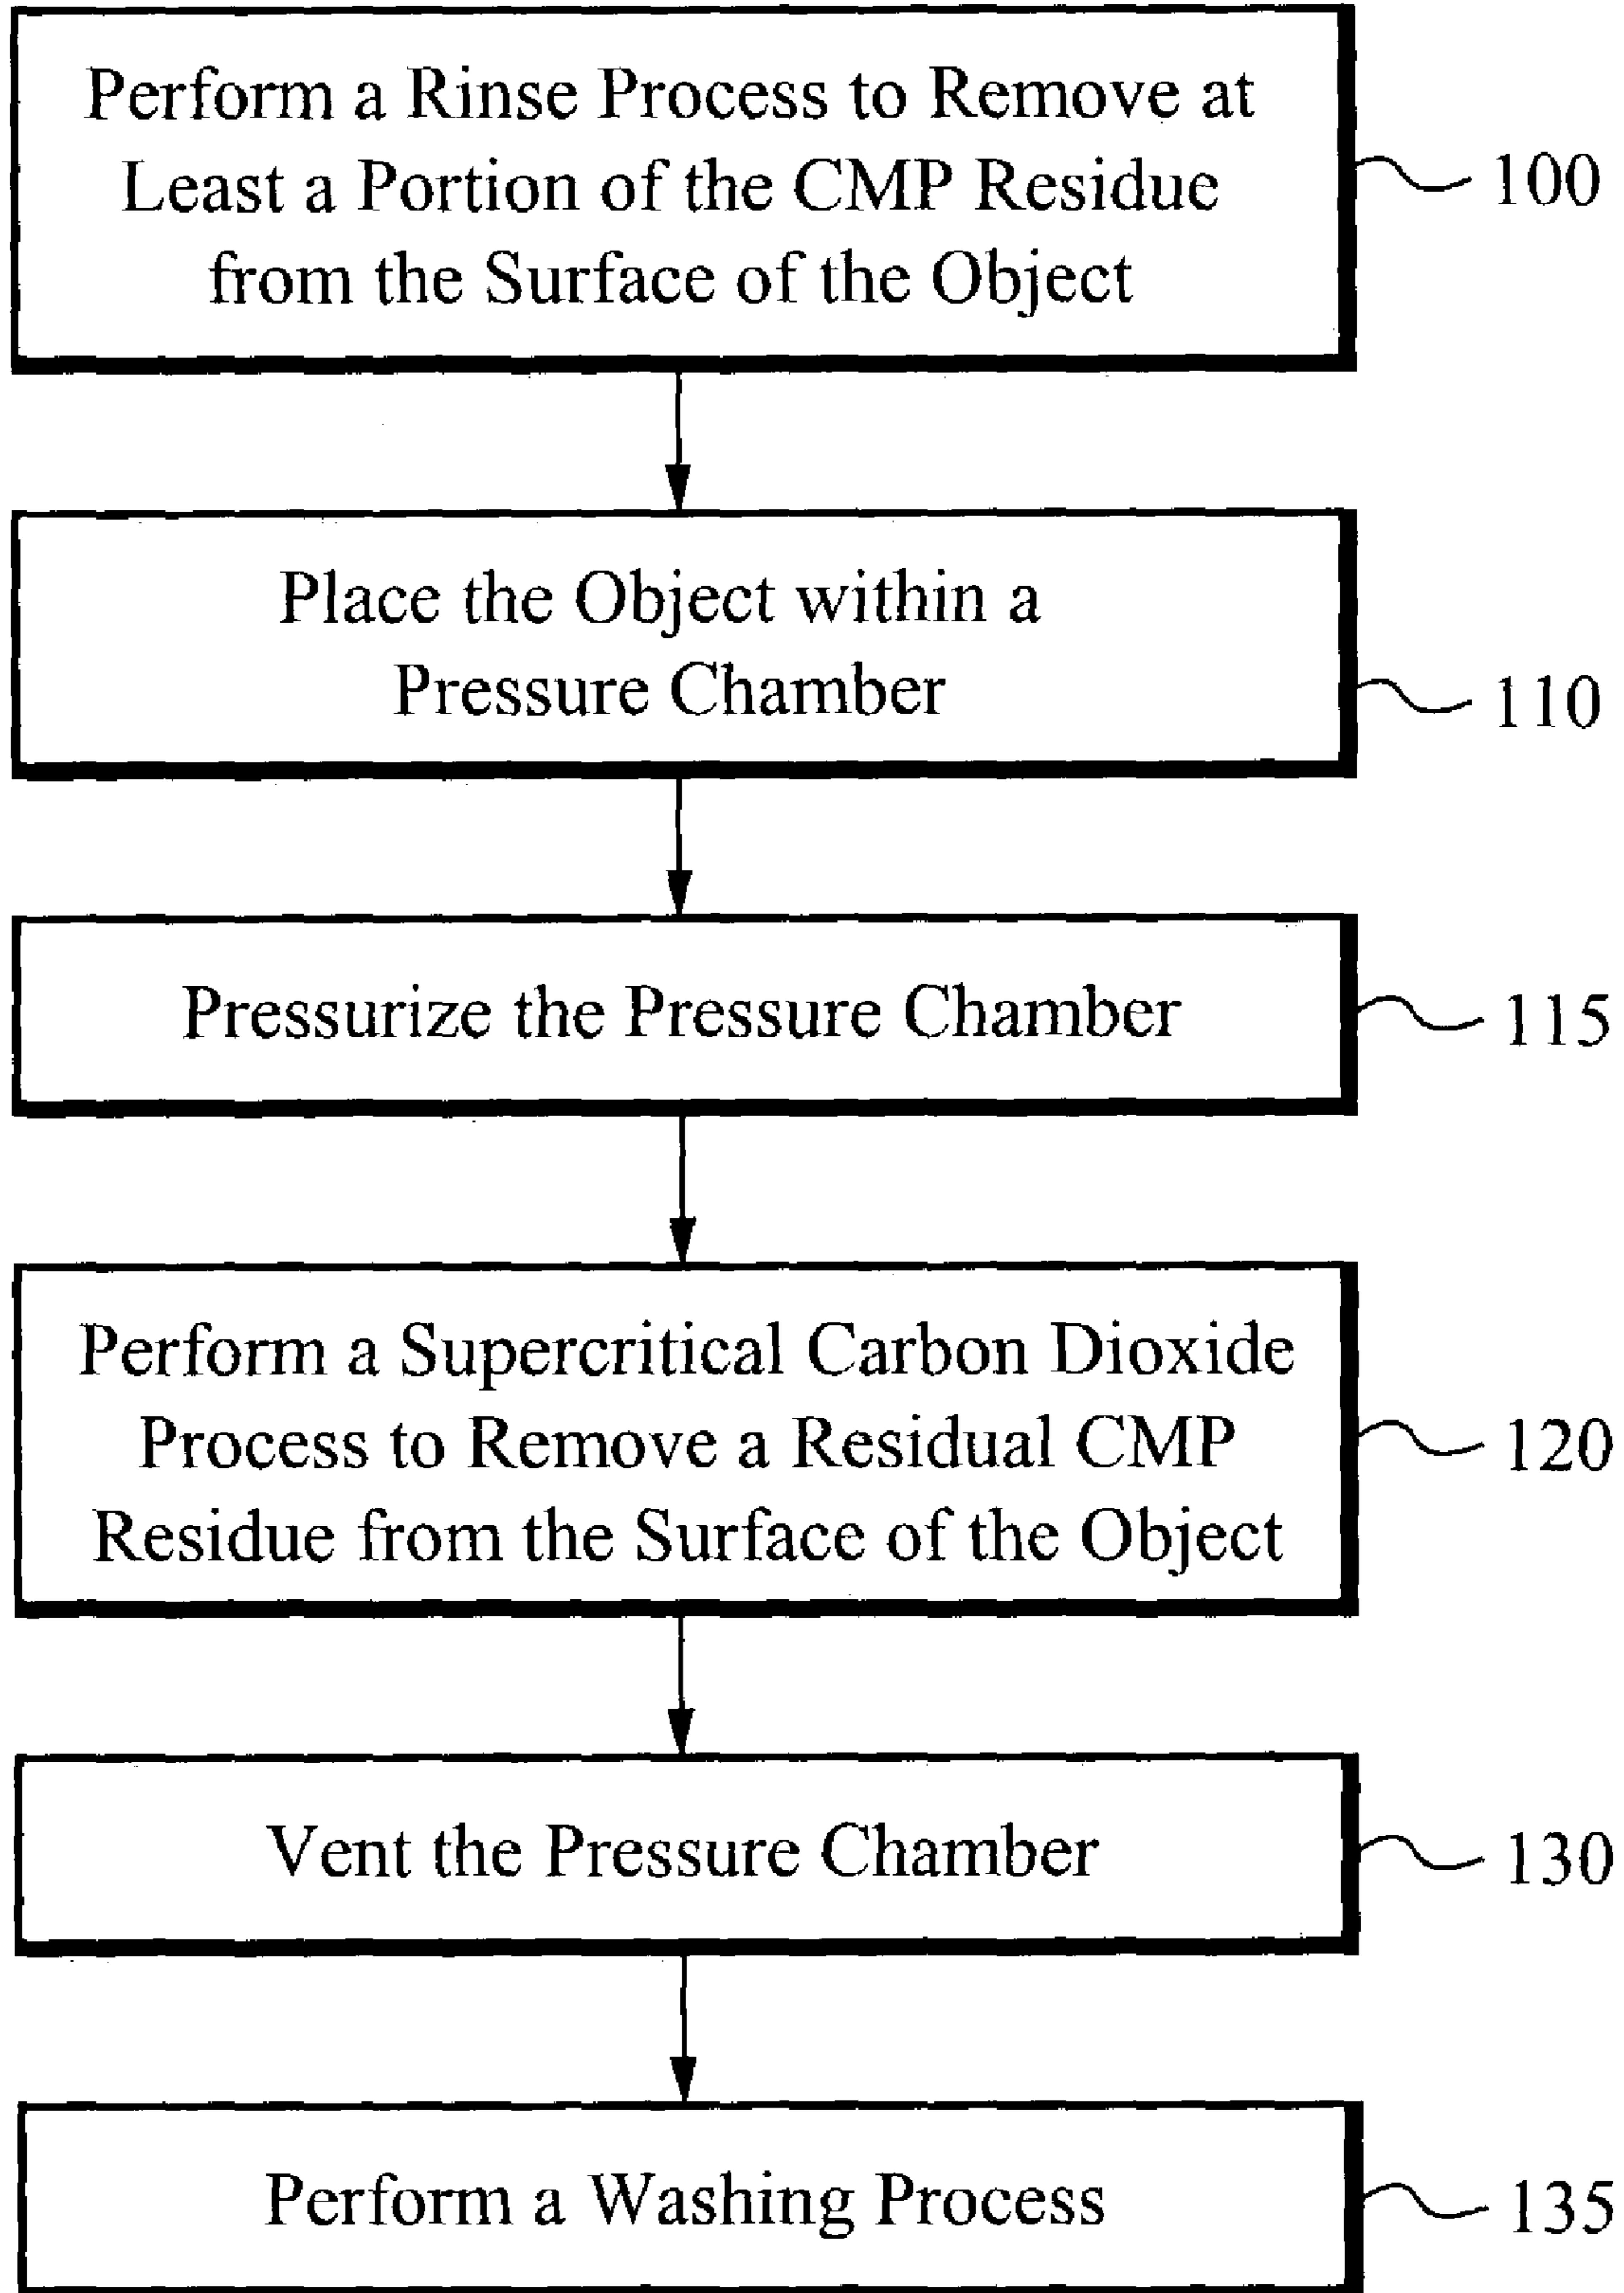 Perform a Rinse Process to Remove at
Least a Portion of the CMP Residue
from the Surface of the Object
100
Place the Object within a
Pressure Chamber
110
Pressurize the Pressure Chamber
115
Perform a Supercritical Carbon Dioxide
Process to Remove a Residual CMP
Residue from the Surface of the Object
120
Vent the Pressure Chamber
130
Perform a Washing Process
135